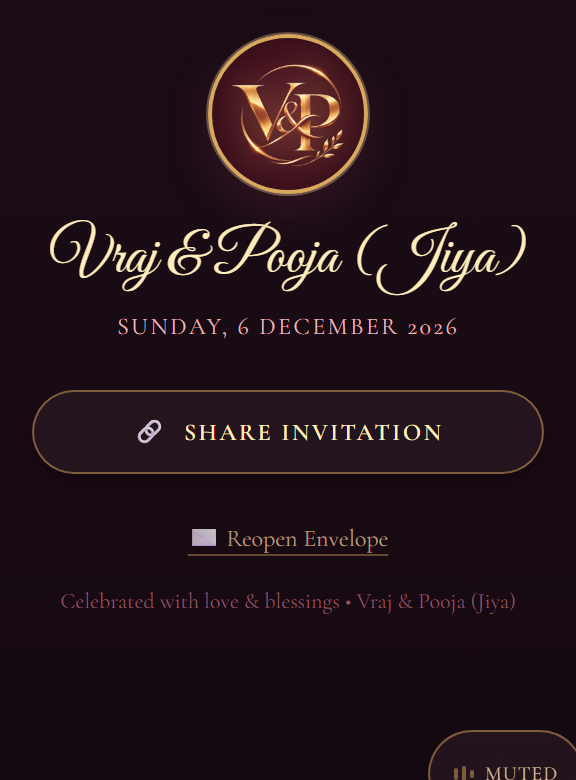 V&P
Vraj & Pooja (Jiya)
SUNDAY, 6 DECEMBER 2026
SHARE INVITATION
Reopen Envelope
Celebrated with love & blessings • Vraj & Pooja (Jiya)
MUTED